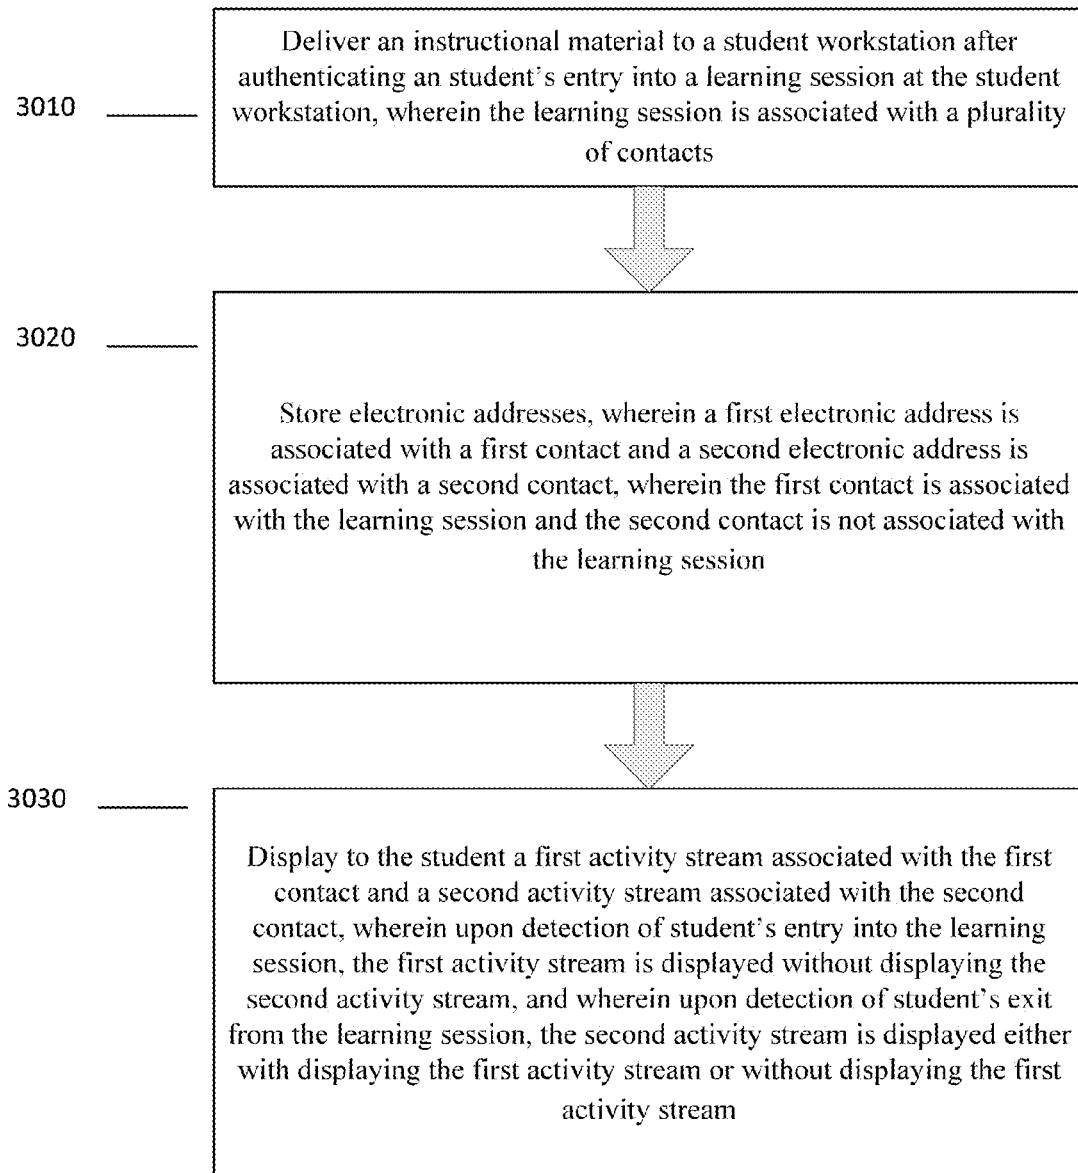 Deliver an instructional material to a student workstation after
authenticating an student's entry into a learning session at the student
3010
workstation, wherein the learning session is associated with a plurality
of contacts
3020
Store electronic addresses, wherein a first electronic address is
associated with a first contact and a second electronic address is
associated with a second contact, wherein the first contact is associated
with the learning session and the second contact is not associated with
the learning session
3030
Display to the student a first activity stream associated with the first
contact and a second activity stream associated with the second
contact, wherein upon detection of student's entry into the learning
session, the first activity stream is displayed without displaying the
second activity stream, and wherein upon detection of student's exit
from the learning session, the second activity stream is displayed either
with displaying the first activity stream or without displaying the first
activity stream